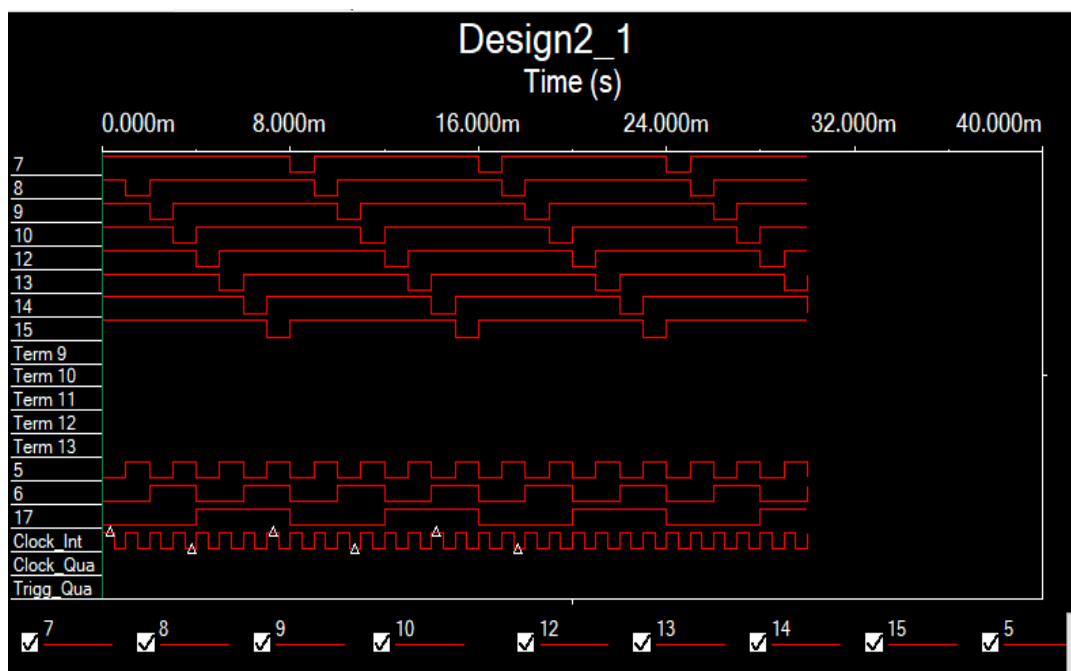 Design2_1
Time (s)
0.000m 8.000m 16.000m 24.000m 32.000m 40.000m
7
8
9
10
12
13
14
15
Term 9
Term 10
Term 11
Term 12
Term 13
5
6
17
Clock_Int
Clock_Qua
Trigg_Qua
7 8 9 10 12 13 14 15 5